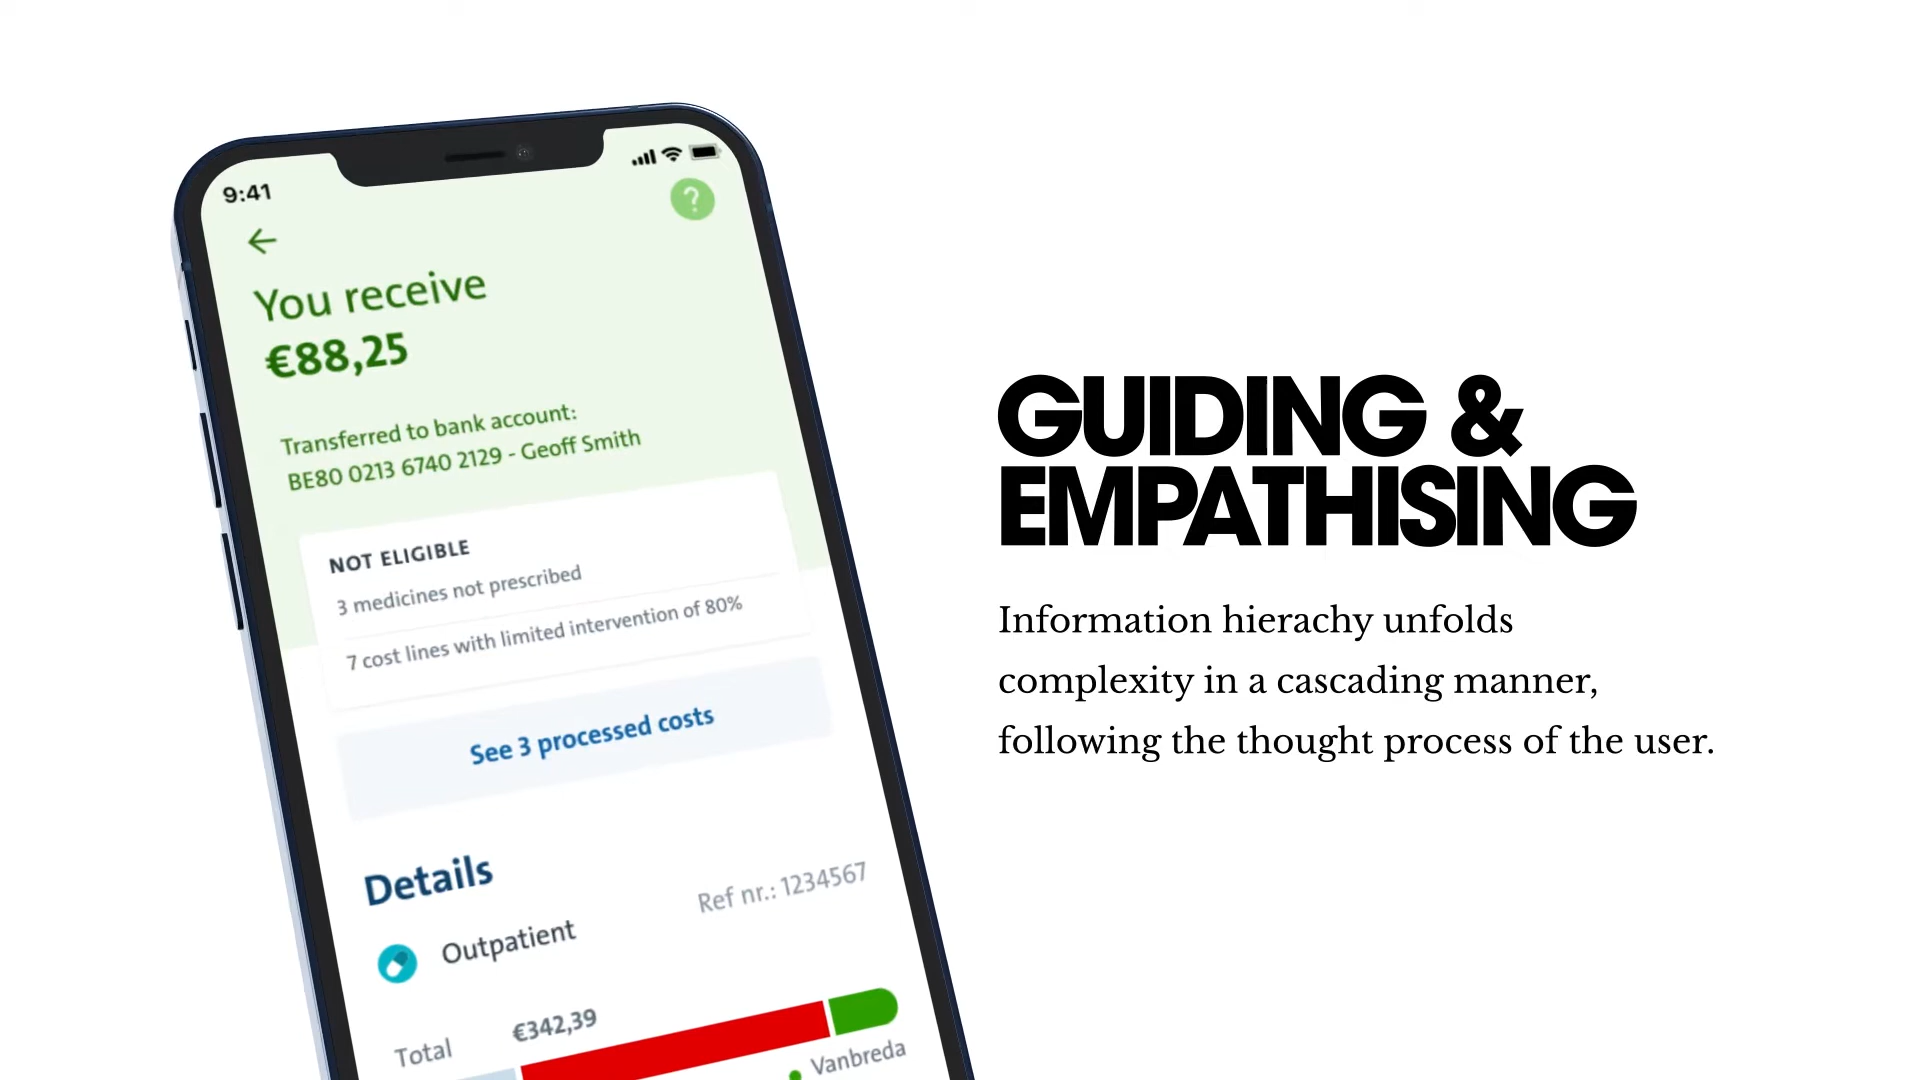 9:41
?
You receive
€88,25
Transferred to bank account:
BE80 0213 6740 2129 - Geoff Smith
NOT ELIGIBLE
3 medicines not prescribed
7 cost lines with limited intervention of 80%
See 3 processed costs
Details
Ref nr.: 1234567
Outpatient
Total
€342,39
Vanbreda
GUIDING &
EMPATHISING
Information hierachy unfolds
complexity in a cascading manner,
following the thought process of the user.